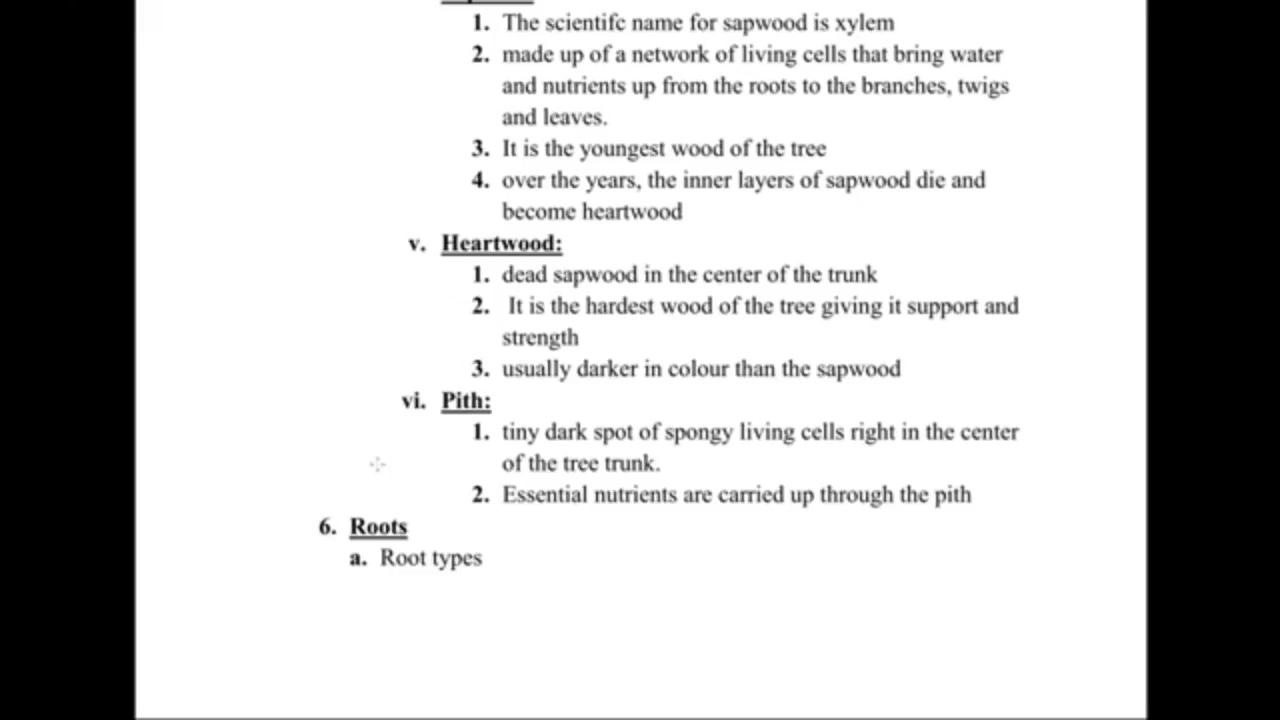 1. The scientifc name for sapwood is xylem
2. made up of a network of living cells that bring water
and nutrients up from the roots to the branches, twigs
and leaves.
3. It is the youngest wood of the tree
4. over the years, the inner layers of sapwood die and
become heartwood
v. Heartwood:
1. dead sapwood in the center of the trunk
2. It is the hardest wood of the tree giving it support and
strength
3. usually darker in colour than the sapwood
vi. Pith:
1. tiny dark spot of spongy living cells right in the center
of the tree trunk.
2. Essential nutrients are carried up through the pith
6. Roots
a. Root types